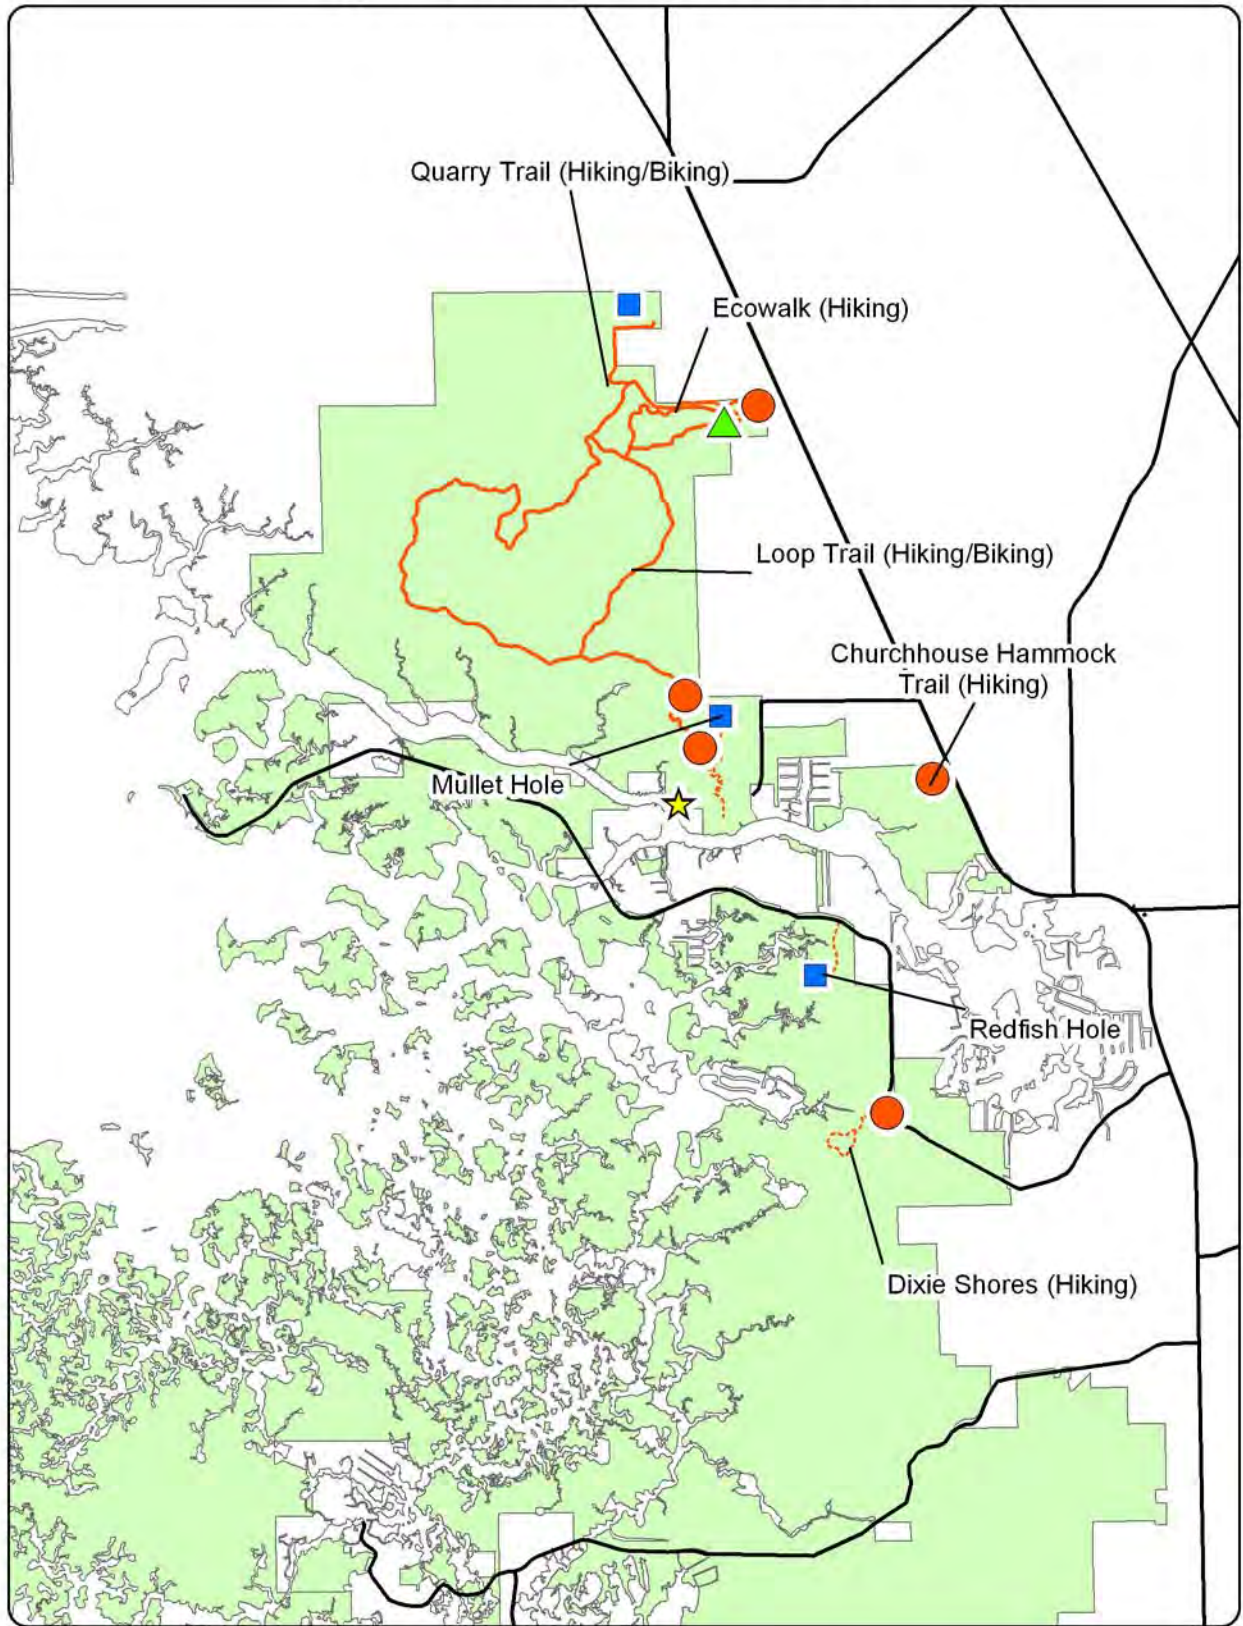 Quarry Trail (Hiking/Biking)
Ecowalk (Hiking)
Loop Trail (Hiking/Biking)
Churchhouse Hammock
Trail (Hiking)
Mullet Hole
Redfish Hole
Dixie Shores (Hiking)